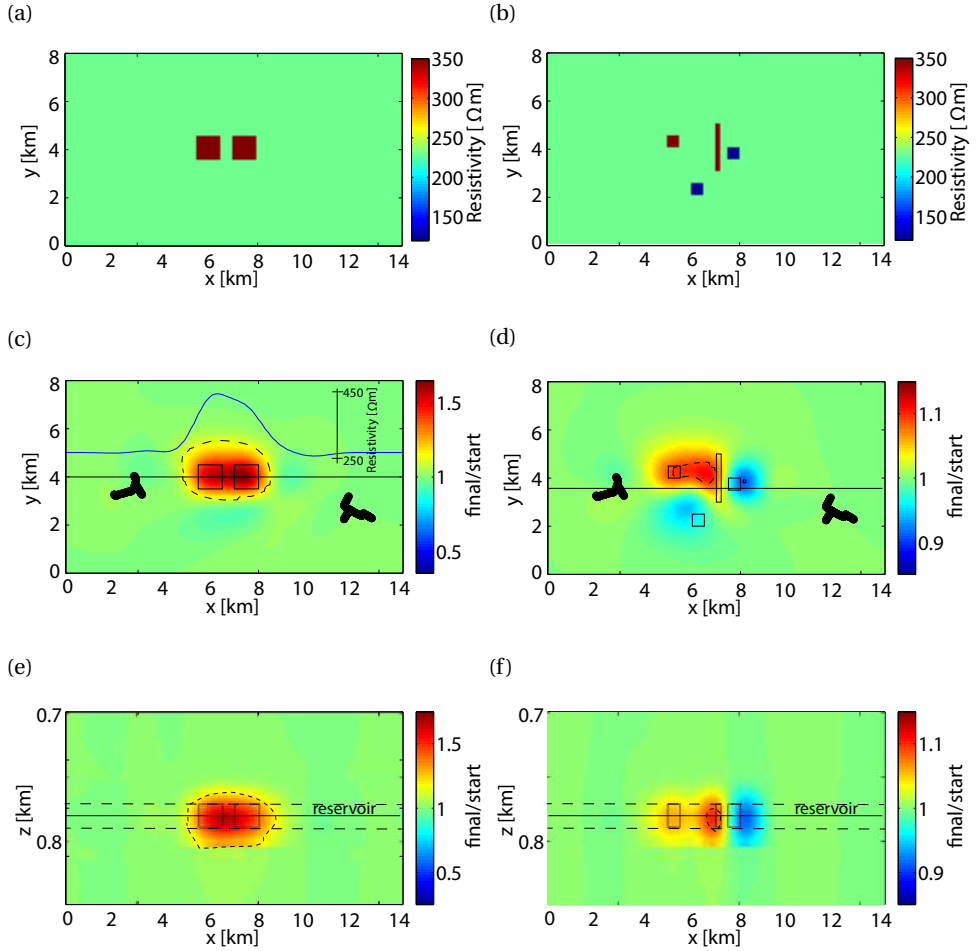 (a)
(b)
8
6
4
2
0
y [km]
0 2 4 6 8 10 12 14
x [km]
350
300
250
200
150
Resistivity [Ωm]
8
6
4
2
0
y [km]
0 2 4 6 8 10 12 14
x [km]
350
300
250
200
150
Resistivity [Ωm]
(c)
(d)
8
6
4
2
0
y [km]
450
250
Resistivity [Ωm]
0 2 4 6 8 10 12 14
x [km]
1.5
1
0.5
final/start
8
6
4
2
0
y [km]
0 2 4 6 8 10 12 14
x [km]
1.1
1
0.9
final/start
(e)
(f)
0.7
0.8
z [km]
reservoir
0 2 4 6 8 10 12 14
x [km]
1.5
1
0.5
final/start
0.7
0.8
z [km]
reservoir
0 2 4 6 8 10 12 14
x [km]
1.1
1
0.9
final/start